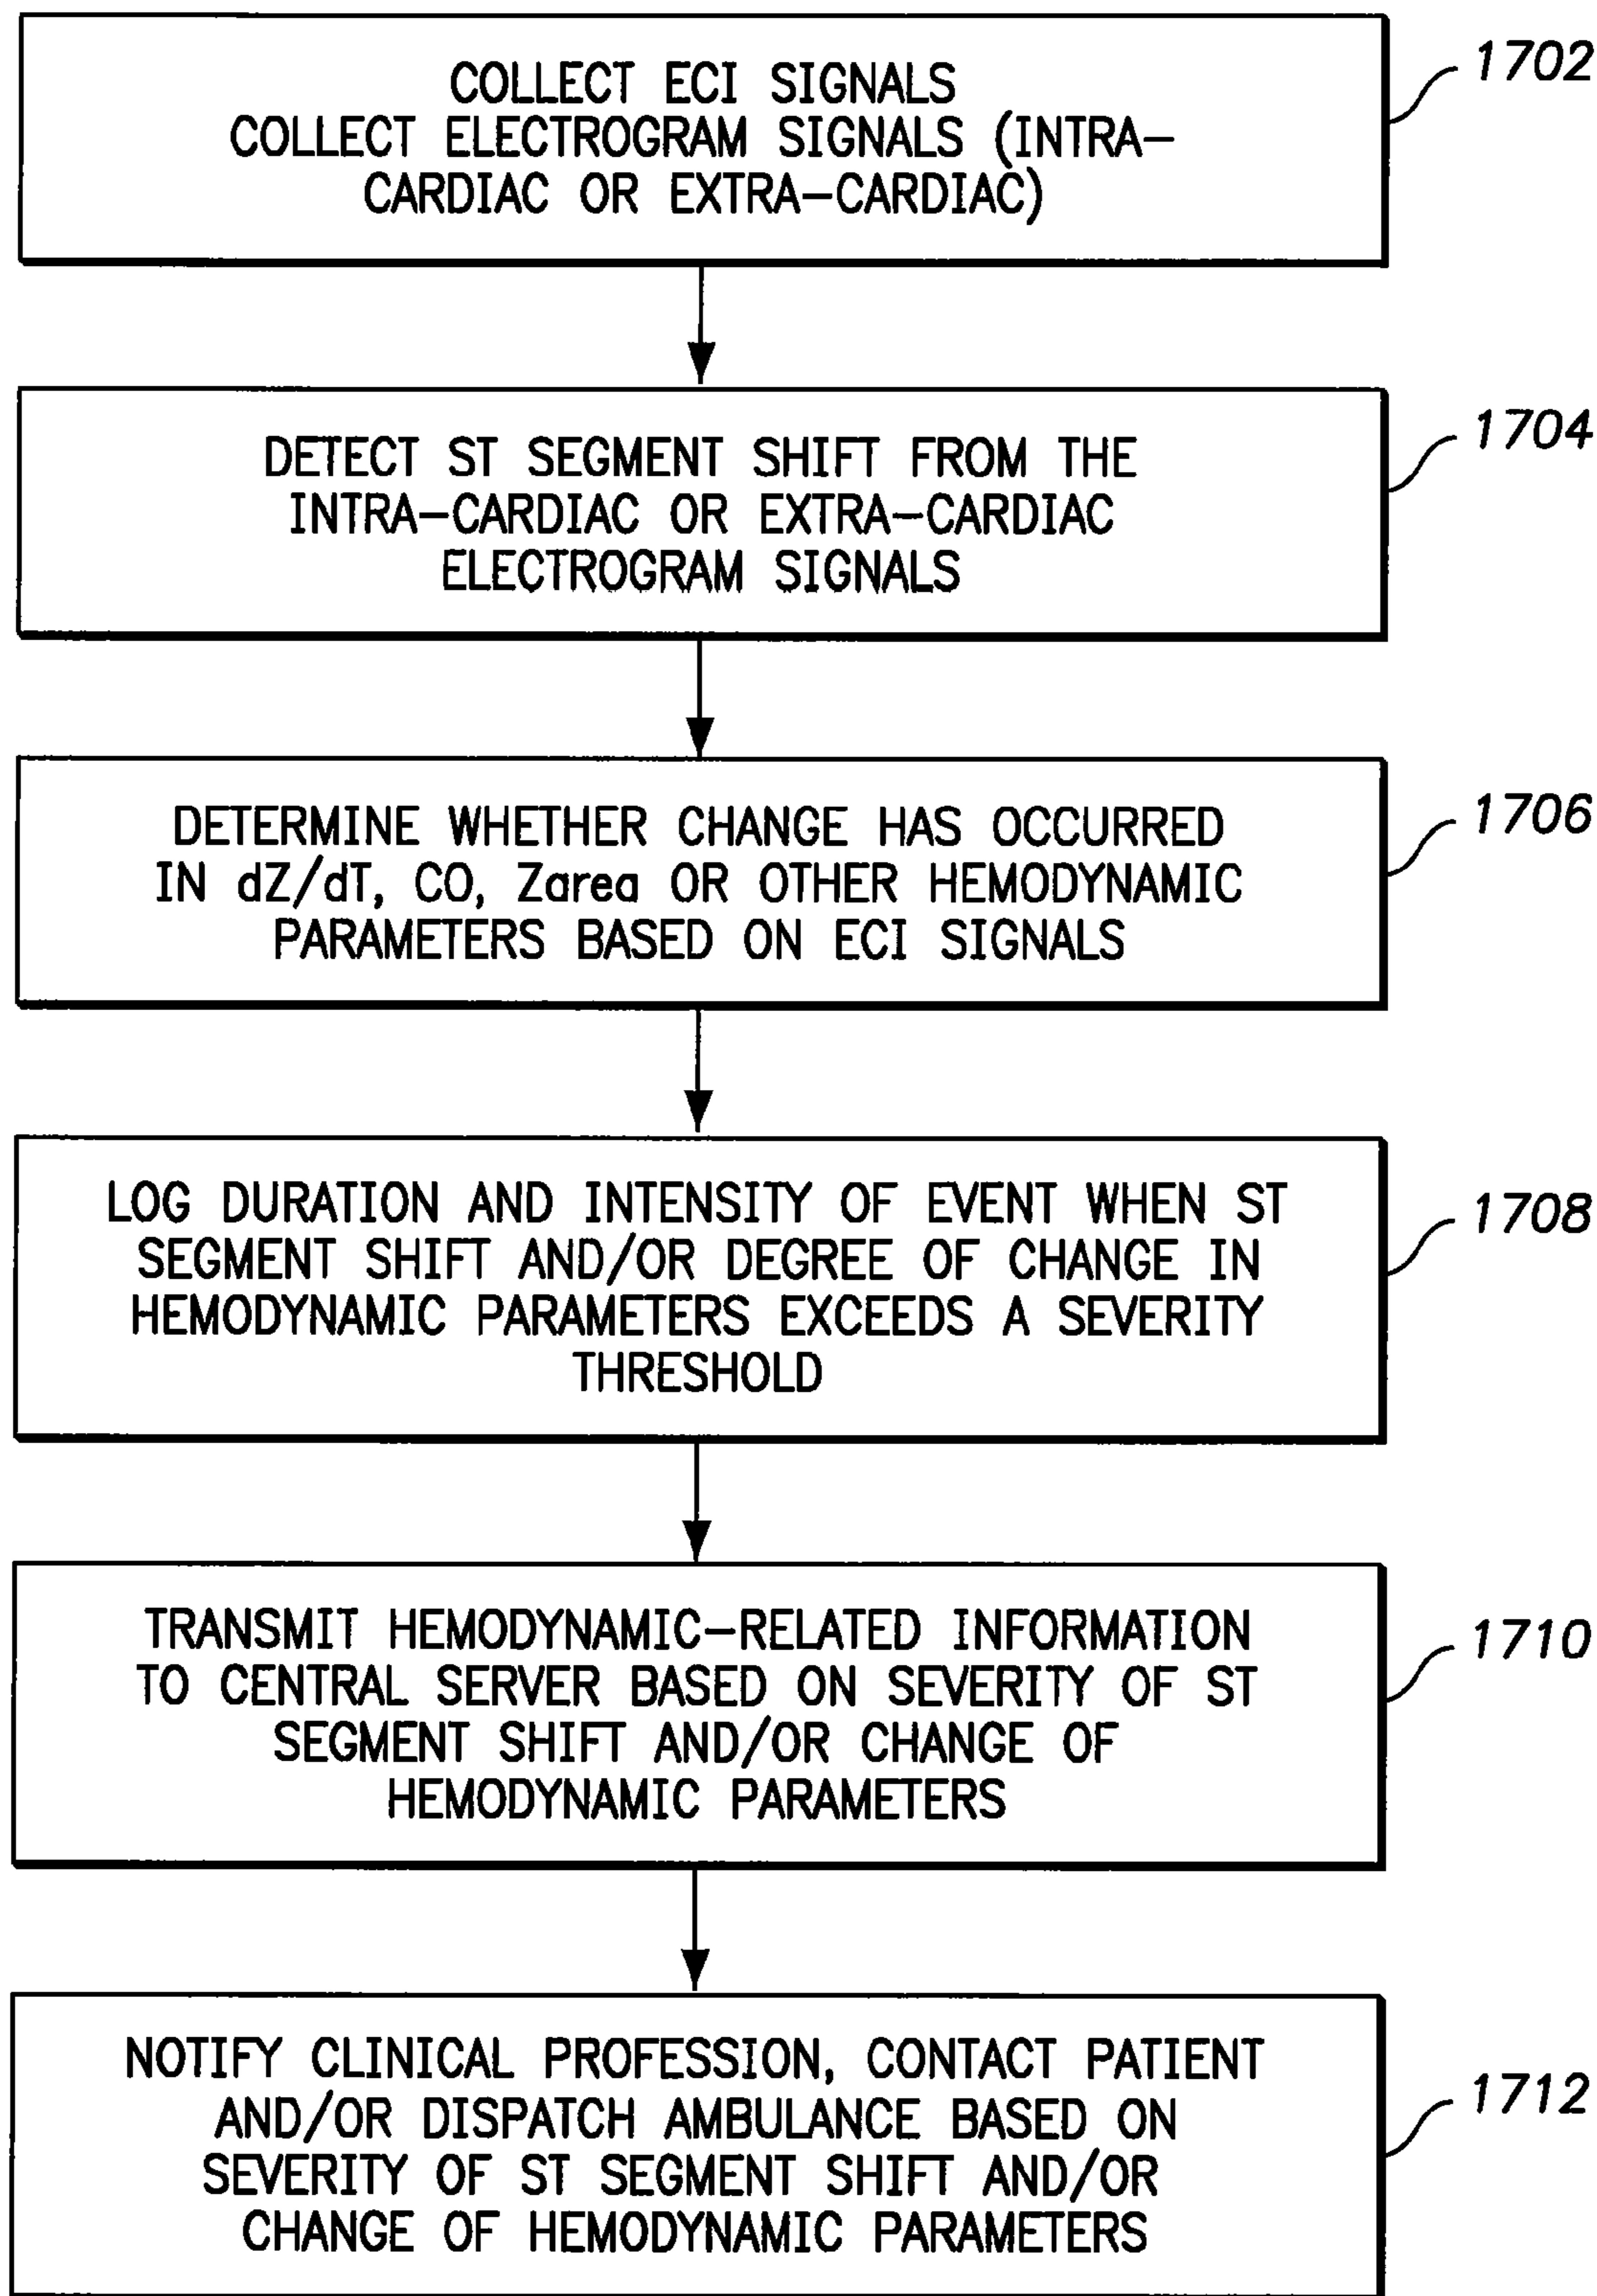 COLLECT ECI SIGNALS
COLLECT ELECTROGRAM SIGNALS (INTRA-
CARDIAC OR EXTRA-CARDIAC)
1702
DETECT ST SEGMENT SHIFT FROM THE
INTRA-CARDIAC OR EXTRA-CARDIAC
ELECTROGRAM SIGNALS
1704
DETERMINE WHETHER CHANGE HAS OCCURRED
IN dZ/dT, CO, Zarea OR OTHER HEMODYNAMIC
PARAMETERS BASED ON ECI SIGNALS
1706
LOG DURATION AND INTENSITY OF EVENT WHEN ST
SEGMENT SHIFT AND/OR DEGREE OF CHANGE IN
HEMODYNAMIC PARAMETERS EXCEEDS A SEVERITY
THRESHOLD
1708
TRANSMIT HEMODYNAMIC-RELATED INFORMATION
TO CENTRAL SERVER BASED ON SEVERITY OF ST
SEGMENT SHIFT AND/OR CHANGE OF
HEMODYNAMIC PARAMETERS
1710
NOTIFY CLINICAL PROFESSION, CONTACT PATIENT
AND/OR DISPATCH AMBULANCE BASED ON
SEVERITY OF ST SEGMENT SHIFT AND/OR
CHANGE OF HEMODYNAMIC PARAMETERS
1712